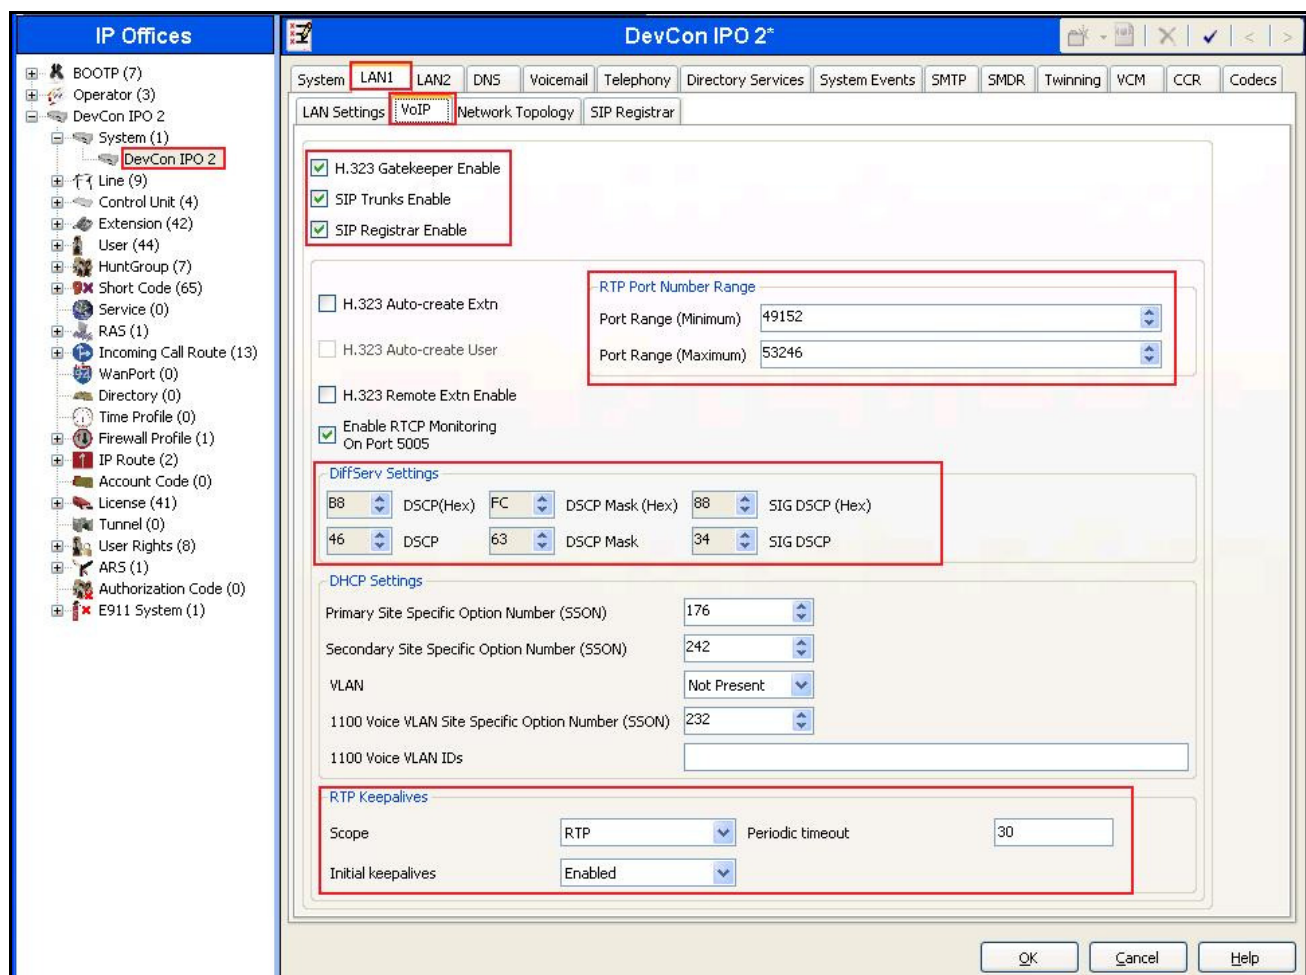 IP Offices
BOOTP (7)
Operator (3)
DevCon IPO 2
System (1)
DevCon IPO 2
Line (9)
Control Unit (4)
Extension (42)
User (44)
HuntGroup (7)
Short Code (65)
Service (0)
RAS (1)
Incoming Call Route (13)
WanPort (0)
Directory (0)
Time Profile (0)
Firewall Profile (1)
IP Route (2)
Account Code (0)
License (41)
Tunnel (0)
User Rights (8)
ARS (1)
Authorization Code (0)
E911 System (1)
DevCon IPO 2*
System LAN1 LAN2 DNS Voicemail Telephony Directory Services System Events SMTP SMDR Twinning VCM CCR Codecs
LAN Settings VoIP Network Topology SIP Registrar
H.323 Gatekeeper Enable
SIP Trunks Enable
SIP Registrar Enable
H.323 Auto-create Extn
H.323 Auto-create User
H.323 Remote Extn Enable
Enable RTCP Monitoring
On Port 5005
RTP Port Number Range
Port Range (Minimum) 49152
Port Range (Maximum) 53246
DiffServ Settings
B8 DSCP(Hex) FC DSCP Mask (Hex) 88 SIG DSCP (Hex)
46 DSCP 63 DSCP Mask 34 SIG DSCP
DHCP Settings
Primary Site Specific Option Number (SSON) 176
Secondary Site Specific Option Number (SSON) 242
VLAN Not Present
1100 Voice VLAN Site Specific Option Number (SSON) 232
1100 Voice VLAN IDs
RTP Keepalives
Scope RTP Periodic timeout 30
Initial keepalives Enabled
OK Cancel Help